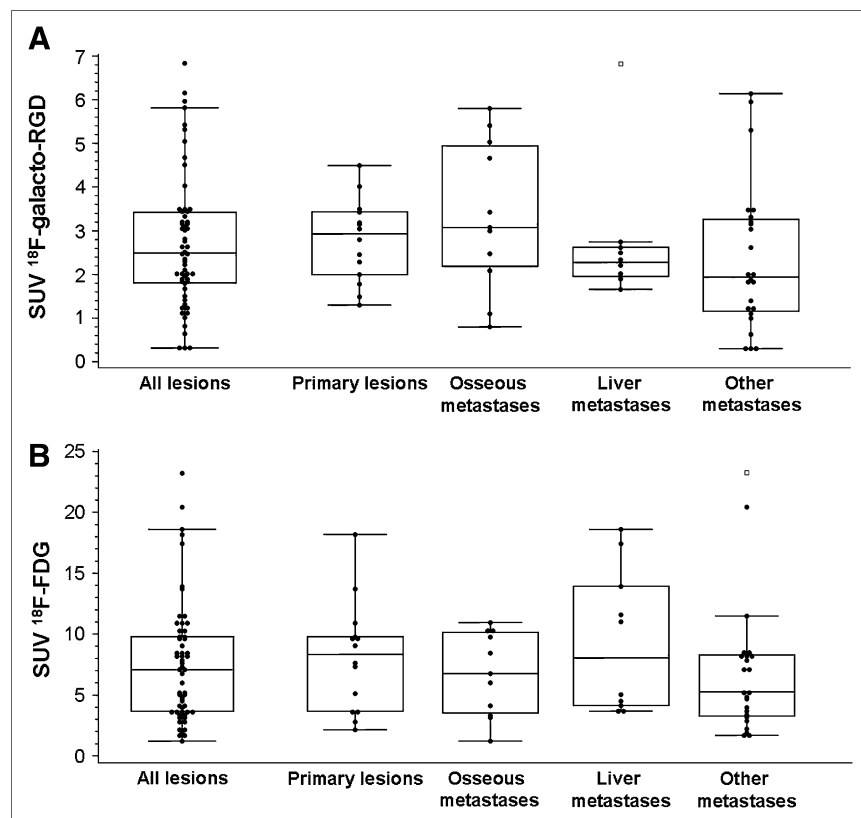 A
SUV 18F-galacto-RGD
7
6
5
4
3
2
1
0
All lesions
Primary lesions
Osseous
metastases
Liver
metastases
Other
metastases
B
SUV 18F-FDG
25
20
15
10
5
0
All lesions
Primary lesions
Osseous
metastases
Liver
metastases
Other
metastases